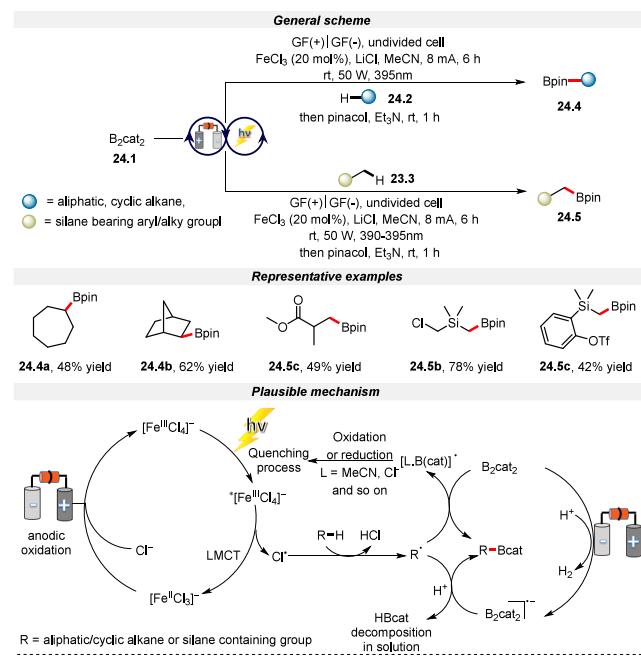 General scheme
GF(+)|GF(-), undivided cell
FeCl3 (20 mol%), LiCl, MeCN, 8 mA, 6 h
rt, 50 W, 395nm
H 24.2
then pinacol, Et3N, rt, 1 h
Bpin
24.4
B2cat2
24.1
hν
H 23.3
GF(+)|GF(-), undivided cell
FeCl3 (20 mol%), LiCl, MeCN, 8 mA, 6 h
rt, 50 W, 390-395nm
then pinacol, Et3N, rt, 1 h
Bpin
24.5
= aliphatic, cyclic alkane,
= silane bearing aryl/alky groupl
Representative examples
Bpin
24.4a, 48% yield
Bpin
24.4b, 62% yield
O
O
Bpin
24.5c, 49% yield
Cl Si Bpin
24.5b, 78% yield
Si Bpin
OTf
24.5c, 42% yield
Plausible mechanism
[FeIIICl4]−
hν
Quenching
process
Oxidation
or reduction
L = MeCN, Cl−
and so on
[L.B(cat)]•
B2cat2
*[FeIIICl4]−
anodic
oxidation
Cl−
LMCT
Cl•
R−H
HCl
R•
R−Bcat
H+
H2
[FeIICl3]−
H+
B2cat2 •−
HBcat
decomposition
in solution
R = aliphatic/cyclic alkane or silane containing group